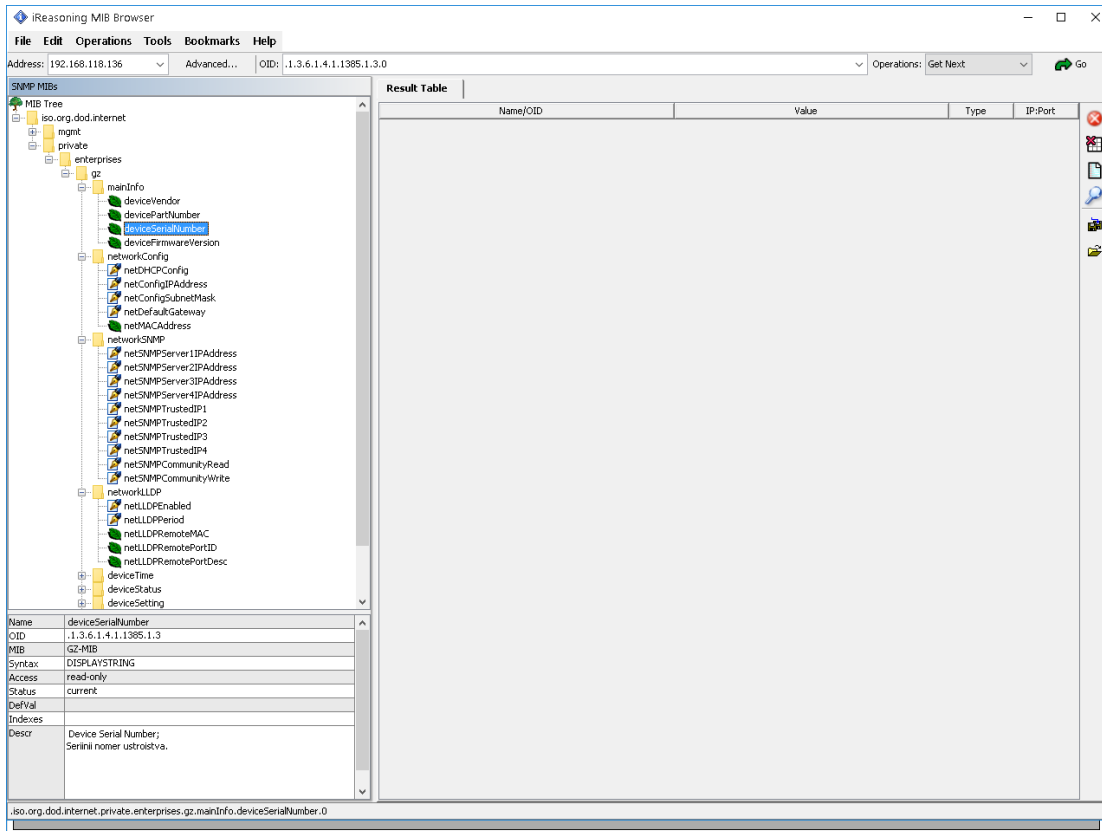 iReasoning MIB Browser
File Edit Operations Tools Bookmarks Help
Address: 192.168.118.136 Advanced... OID: .1.3.6.1.4.1.1385.1.3.0 Operations: Get Next Go
SNMP MIBs
MIB Tree
iso.org.dod.internet
mgmt
private
enterprises
gz
mainInfo
deviceVendor
devicePartNumber
deviceSerialNumber
deviceFirmwareVersion
networkConfig
netDHCPConfig
netConfigIPAddress
netConfigSubnetMask
netDefaultGateway
netMACAddress
networkSNMP
netSNMPServer1IPAddress
netSNMPServer2IPAddress
netSNMPServer3IPAddress
netSNMPServer4IPAddress
netSNMPTrustedIP1
netSNMPTrustedIP2
netSNMPTrustedIP3
netSNMPTrustedIP4
netSNMPCommunityRead
netSNMPCommunityWrite
networkLLDP
netLLDPEnabled
netLLDPPeriod
netLLDPRemoteMAC
netLLDPRemotePortID
netLLDPRemotePortDesc
deviceTime
deviceStatus
deviceSetting
Name deviceSerialNumber
OID .1.3.6.1.4.1.1385.1.3
MIB GZ-MIB
Syntax DISPLAYSTRING
Access read-only
Status current
DefVal
Indexes
Descr Device Serial Number;
Seriinii nomer ustroistva.
Result Table
Name/OID Value Type IP:Port
.iso.org.dod.internet.private.enterprises.gz.mainInfo.deviceSerialNumber.0